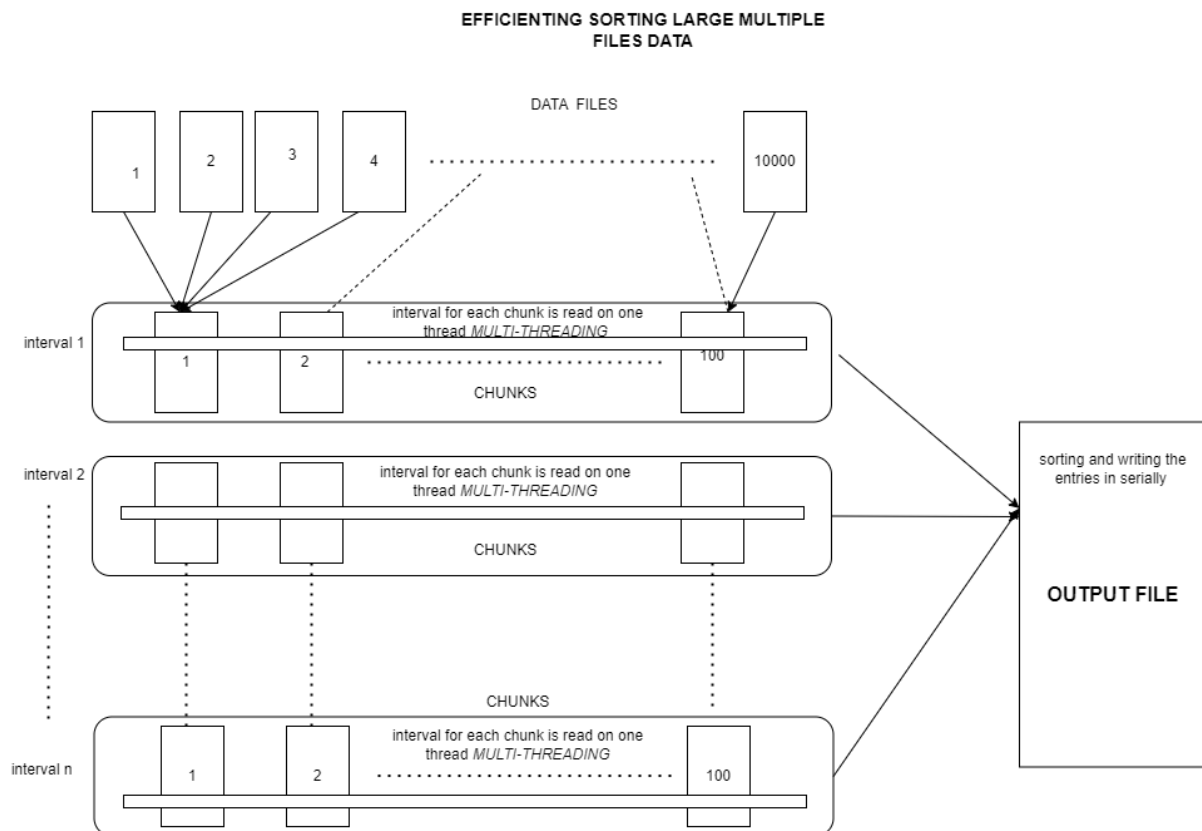 EFFICIENTING SORTING LARGE MULTIPLE
FILES DATA
DATA FILES
1
2
3
4
10000
interval 1
interval for each chunk is read on one
thread MULTI-THREADING
1
2
100
CHUNKS
interval 2
interval for each chunk is read on one
thread MULTI-THREADING
CHUNKS
sorting and writing the
entries in serially
OUTPUT FILE
CHUNKS
interval n
interval for each chunk is read on one
thread MULTI-THREADING
1
2
100